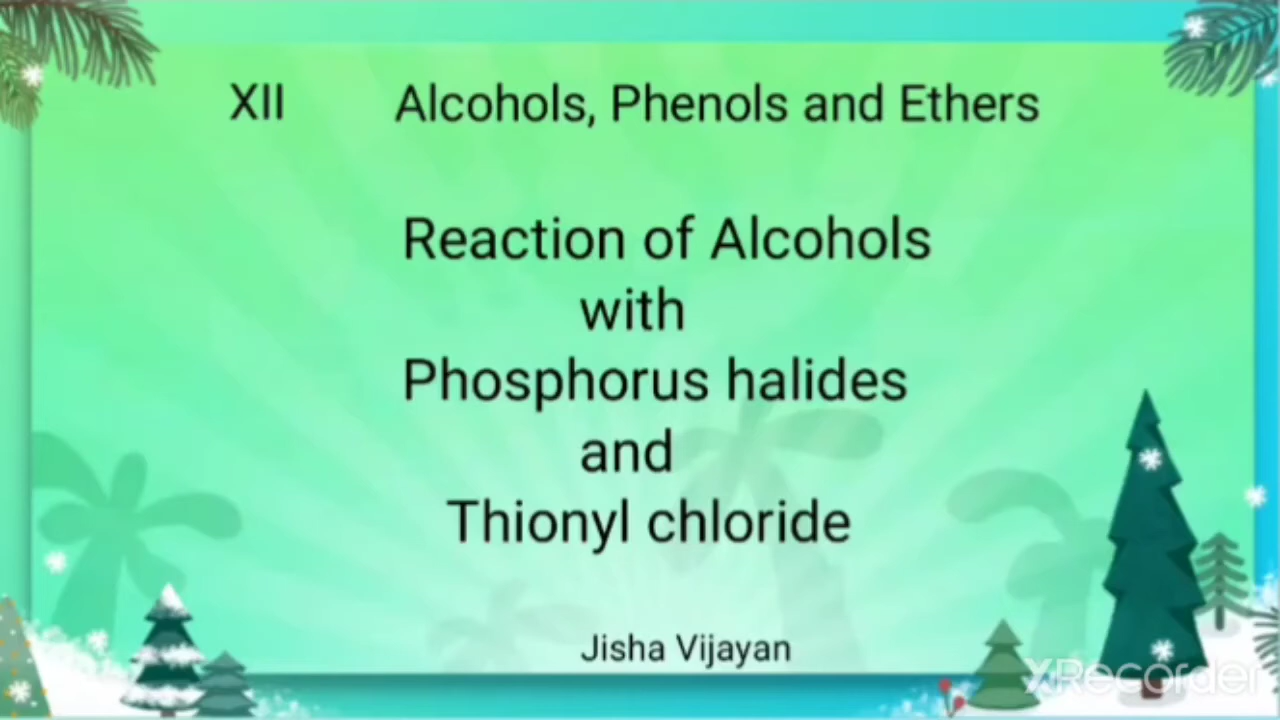 XII Alcohols, Phenols and Ethers
Reaction of Alcohols
with
Phosphorus halides
and
Thionyl chloride
Jisha Vijayan
XRecorder